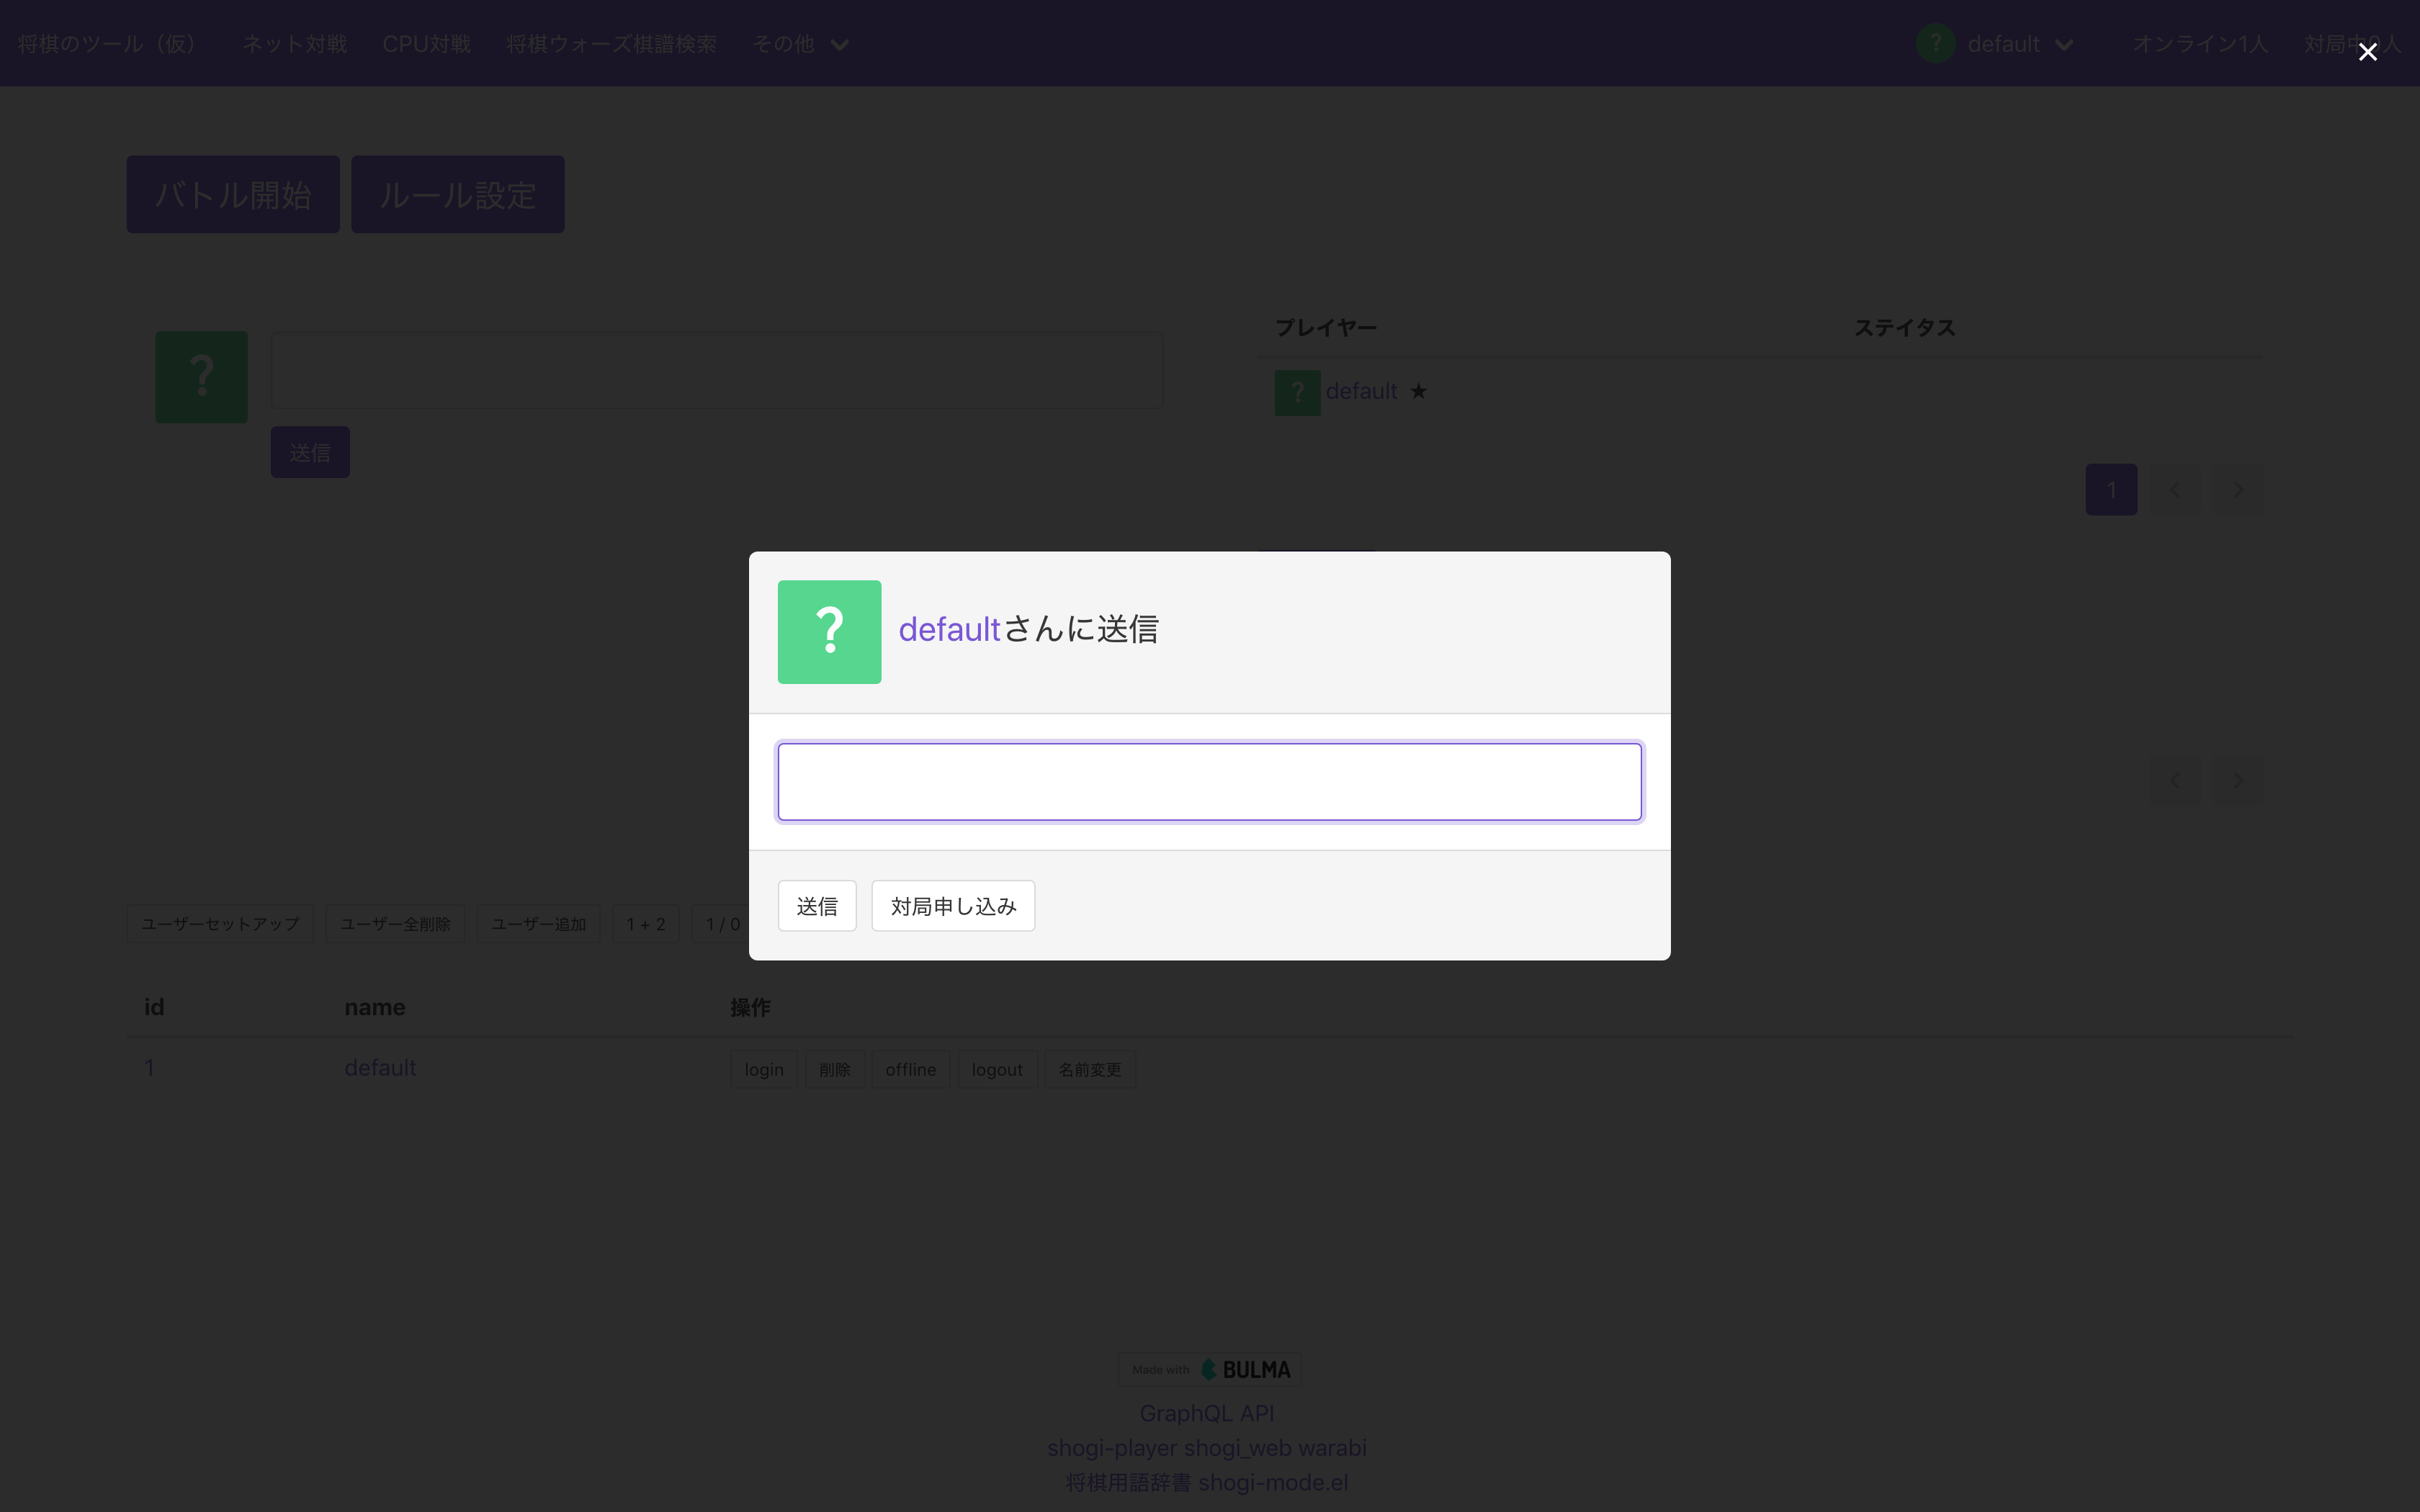 将棋のツール（仮） ネット対戦 CPU対戦 将棋ウォーズ棋譜検索 その他 ? default オンライン1人 対局中0人
バトル開始 ルール設定
プレイヤー ステイタス
?
? default ★
送信
1
? defaultさんに送信
送信 対局申し込み
ユーザーセットアップ ユーザー全削除 ユーザー追加 1 + 2 1 / 0
id name 操作
1 default login 削除 offline logout 名前変更
Made with BULMA
GraphQL API
shogi-player shogi_web warabi
将棋用語辞書 shogi-mode.el